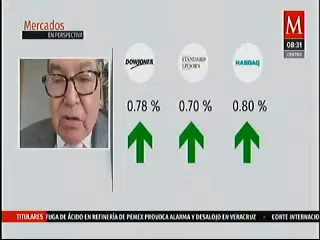 Mercados
EN PERSPECTIVA
DOWJONES
STANDARD
&POOR'S
NASDAQ
0.78 %
0.70 %
0.80 %
M
08:31
CENTRO
TITULARES
FUGA DE ÁCIDO EN REFINERÍA DE PEMEX PROVOCA ALARMA Y DESALOJO EN VERACRUZ • CORTE INTERNACIO